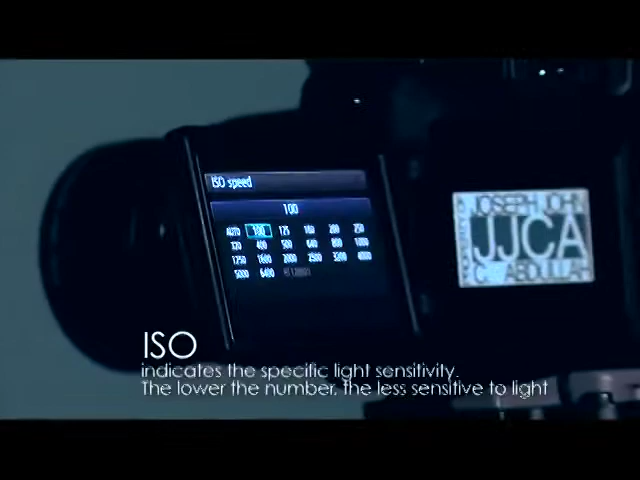 ISO speed
100
AUTO 100 125 160 200 250
320 400 500 640 800 1000
1250 1600 2000 2500 3200 4000
5000 6400
JOSEPH JOHN
JJCA
C. ABDULLAH
ISO
indicates the specific light sensitivity.
The lower the number, the less sensitive to light